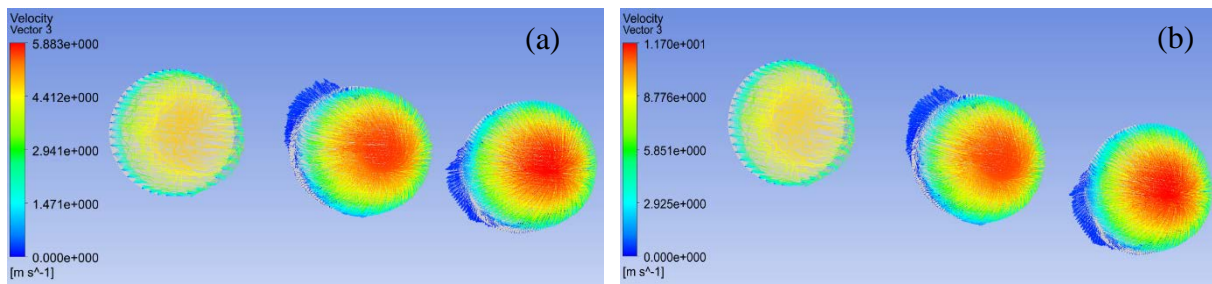 Velocity
Vector 3
5.883e+000
4.412e+000
2.941e+000
1.471e+000
0.000e+000
[m s^-1]
(a)
Velocity
Vector 3
1.170e+001
8.776e+000
5.851e+000
2.925e+000
0.000e+000
[m s^-1]
(b)